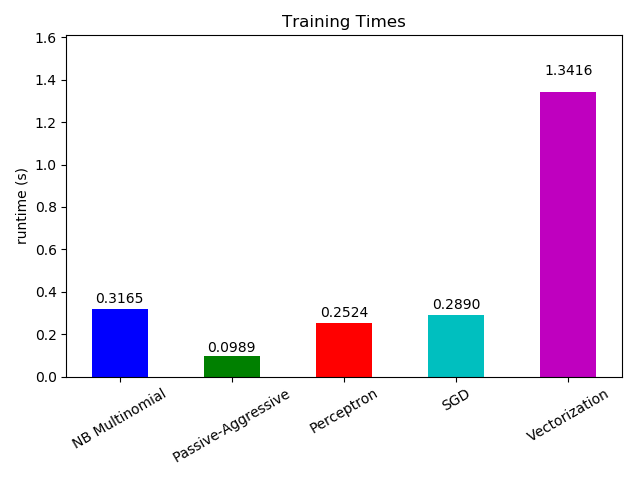 Training Times
runtime (s)
1.6
1.4
1.2
1.0
0.8
0.6
0.4
0.2
0.0
0.3165
0.0989
0.2524
0.2890
1.3416
NB Multinomial
Passive-Aggressive
Perceptron
SGD
Vectorization